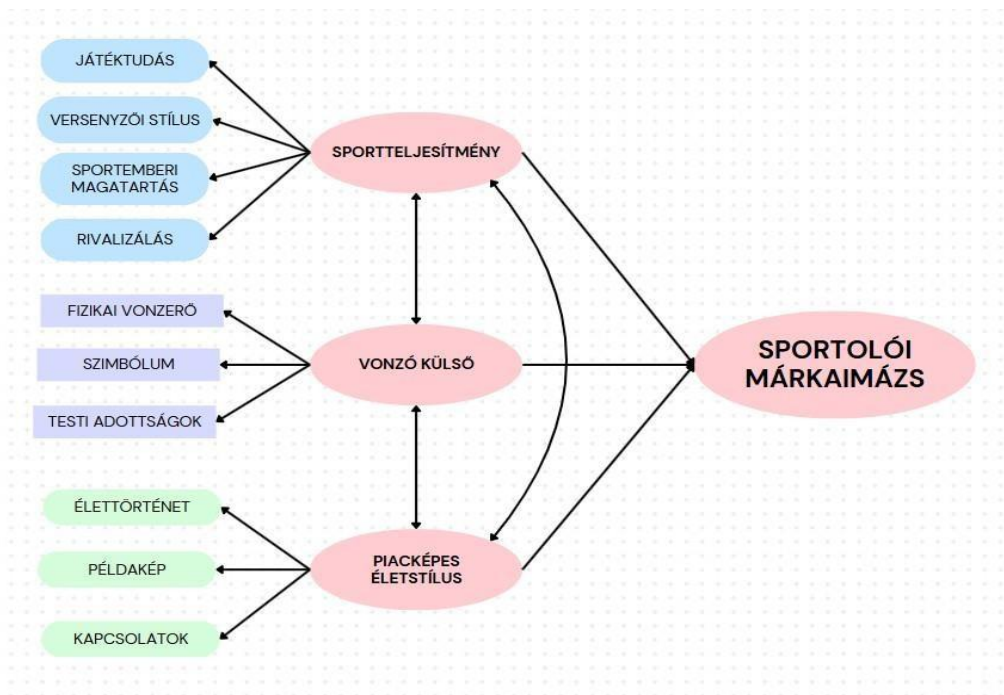 JÁTÉKTUDÁS
VERSENYZŐI STÍLUS
SPORTEMBERI
MAGATARTÁS
RIVALIZÁLÁS
SPORTTELJESÍTMÉNY
FIZIKAI VONZERŐ
SZIMBÓLUM
TESTI ADOTTSÁGOK
VONZÓ KÜLSŐ
ÉLETTÖRTÉNET
PÉLDAKÉP
KAPCSOLATOK
PIACKÉPES
ÉLETSTÍLUS
SPORTOLÓI
MÁRKAIMÁZS